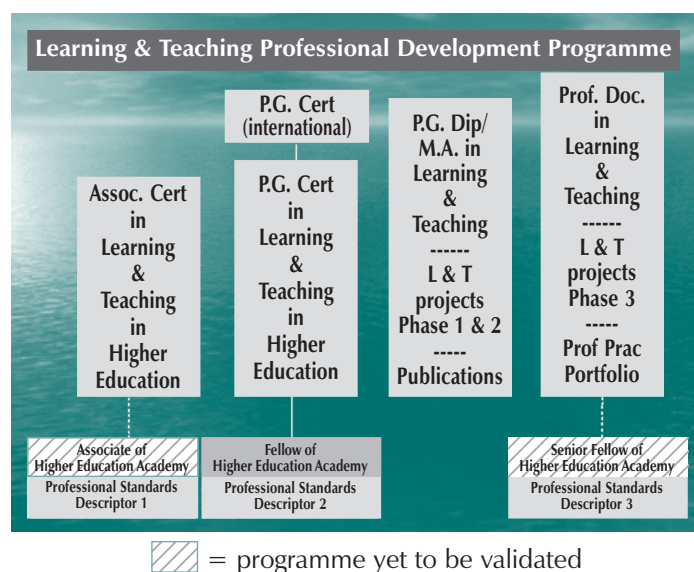 Learning & Teaching Professional Development Programme
Assoc. Cert
in
Learning
&
Teaching
in
Higher
Education
Associate of
Higher Education Academy
Professional Standards
Descriptor 1
P.G. Cert
(international)
P.G. Cert
in
Learning
&
Teaching
in
Higher
Education
Fellow of
Higher Education Academy
Professional Standards
Descriptor 2
P.G. Dip/
M.A. in
Learning
&
Teaching
------
L & T
projects
Phase 1 & 2
-----
Publications
Prof. Doc.
in
Learning
&
Teaching
------
L & T
projects
Phase 3
-----
Prof Prac
Portfolio
Senior Fellow of
Higher Education Academy
Professional Standards
Descriptor 3
= programme yet to be validated